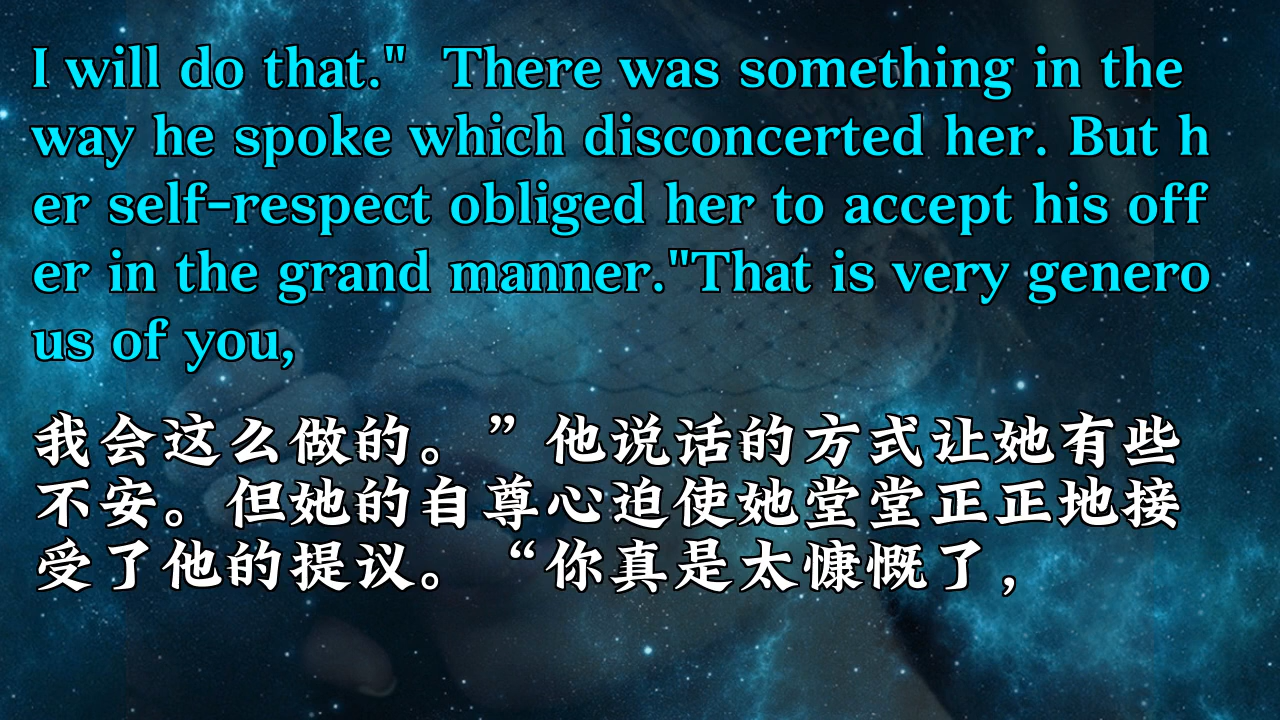 I will do that."  There was something in the
way he spoke which disconcerted her. But h
er self-respect obliged her to accept his off
er in the grand manner."That is very genero
us of you,
我会这么做的。”他说话的方式让她有些
不安。但她的自尊心迫使她堂堂正正地接
受了他的提议。“你真是太慷慨了，